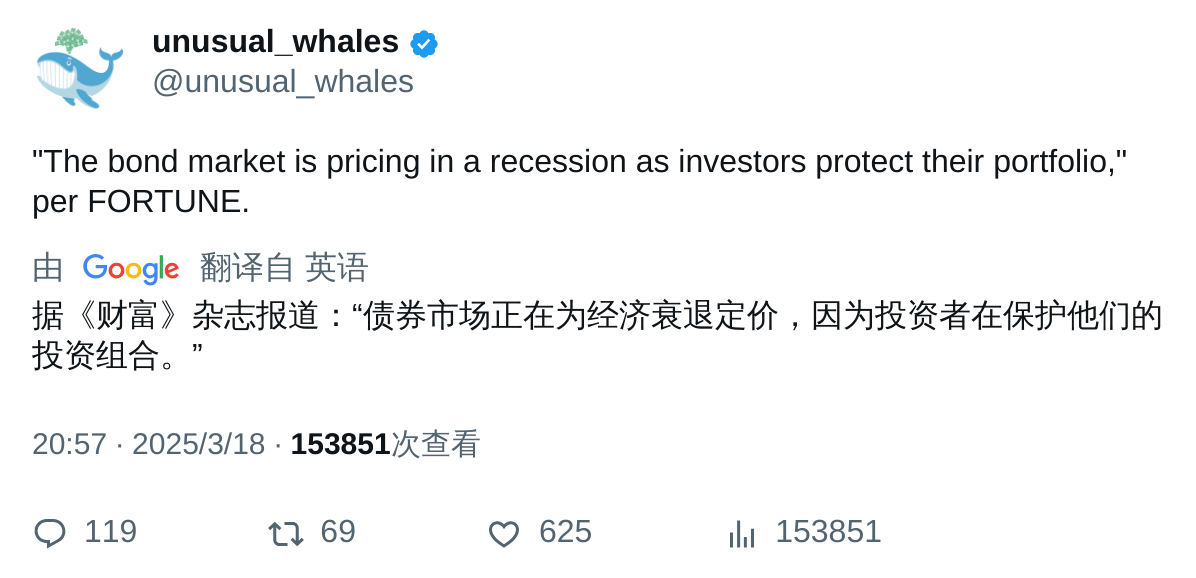 unusual_whales
@unusual_whales
"The bond market is pricing in a recession as investors protect their portfolio,"
per FORTUNE.
由 Google 翻译自 英语
据《财富》杂志报道：“债券市场正在为经济衰退定价，因为投资者在保护他们的
投资组合。”
20:57 · 2025/3/18 · 153851次查看
119 69 625 153851